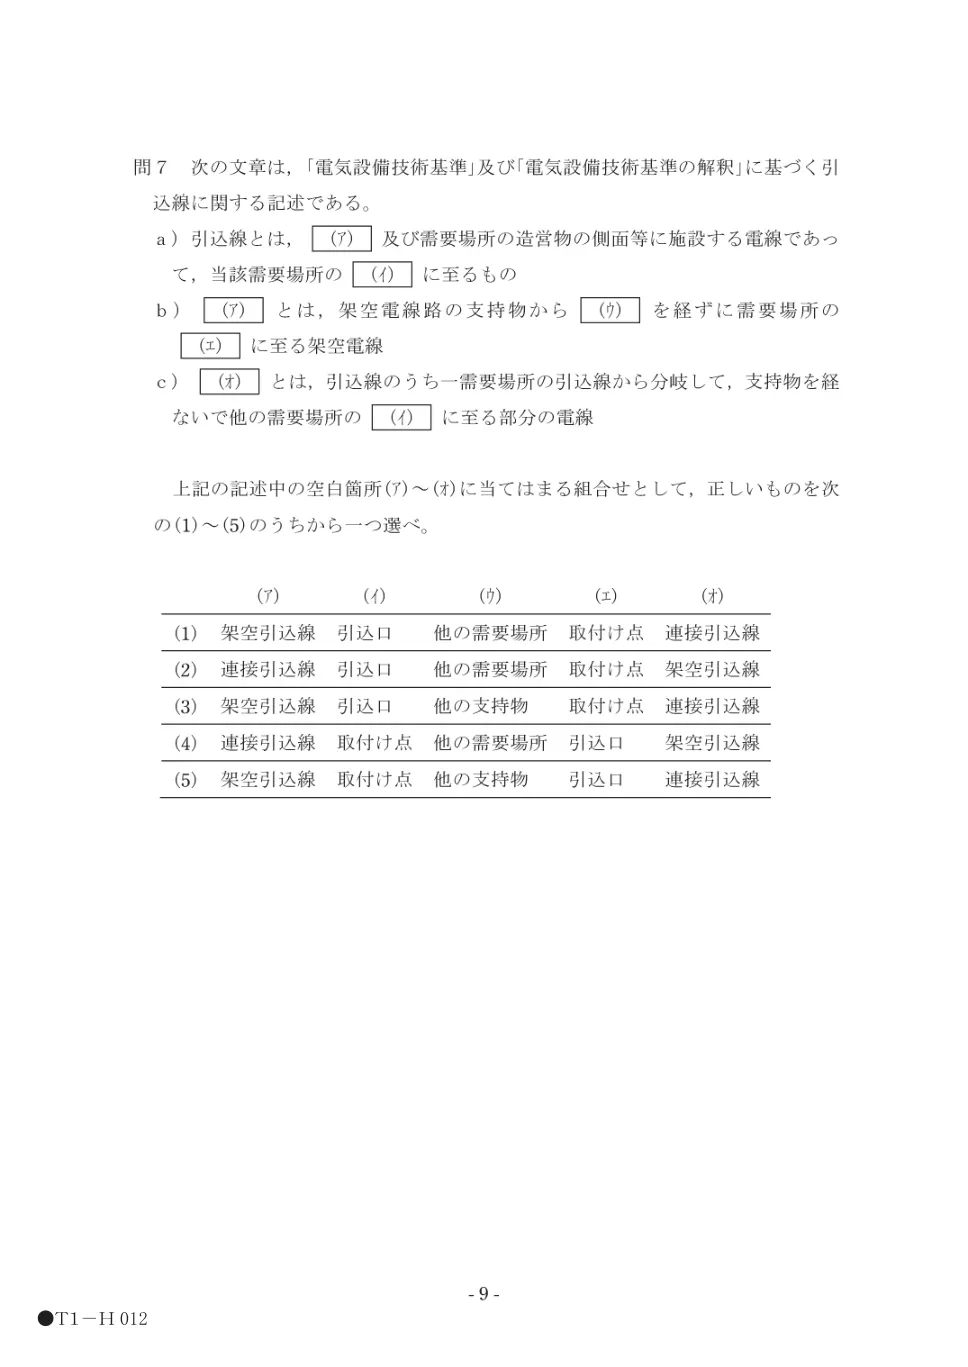 問７　次の文章は，「電気設備技術基準」及び「電気設備技術基準の解釈」に基づく引
込線に関する記述である。
ａ）引込線とは， (ア) 及び需要場所の造営物の側面等に施設する電線であっ
て，当該需要場所の (イ) に至るもの
ｂ） (ア) とは，架空電線路の支持物から (ウ) を経ずに需要場所の
(エ) に至る架空電線
ｃ） (オ) とは，引込線のうち一需要場所の引込線から分岐して，支持物を経
ないで他の需要場所の (イ) に至る部分の電線
上記の記述中の空白箇所(ア)～(オ)に当てはまる組合せとして，正しいものを次
の(1)～(5)のうちから一つ選べ。
(ア) (イ) (ウ) (エ) (オ)
(1) 架空引込線 引込口 他の需要場所 取付け点 連接引込線
(2) 連接引込線 引込口 他の需要場所 取付け点 架空引込線
(3) 架空引込線 引込口 他の支持物 取付け点 連接引込線
(4) 連接引込線 取付け点 他の需要場所 引込口 架空引込線
(5) 架空引込線 取付け点 他の支持物 引込口 連接引込線
- 9 -
●T1－H 012